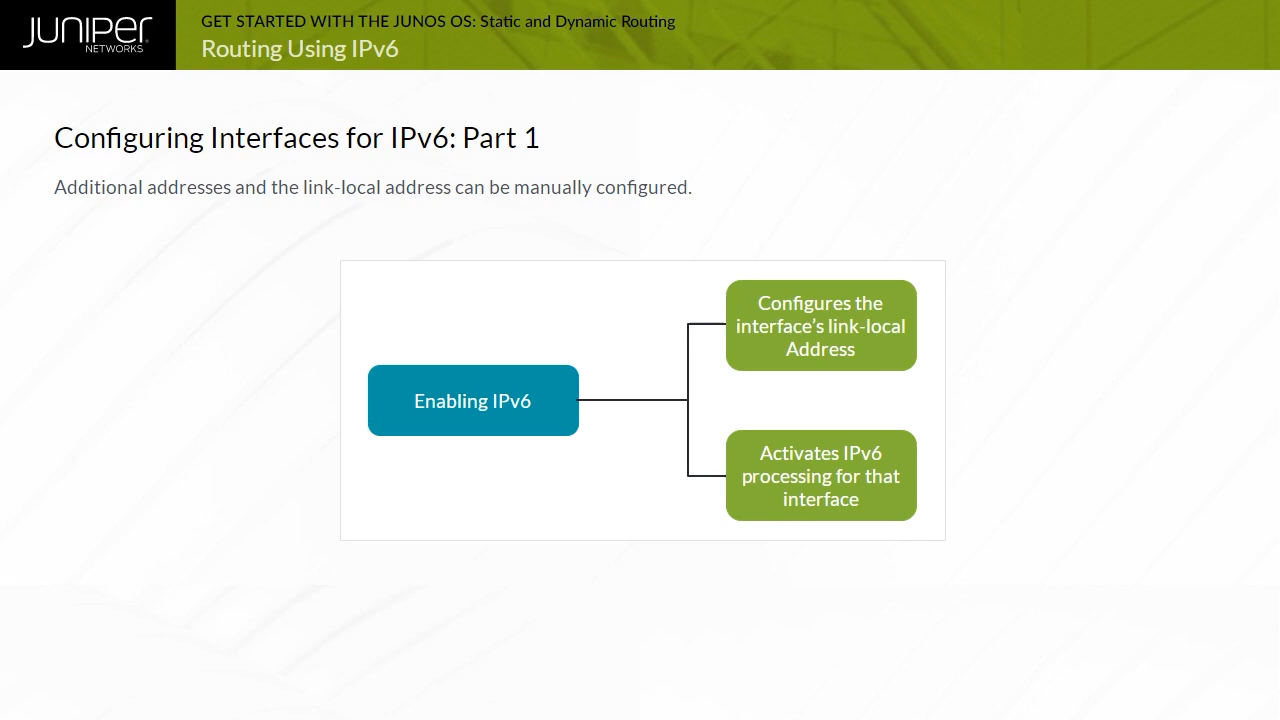 JUNIPER
NETWORKS
GET STARTED WITH THE JUNOS OS: Static and Dynamic Routing
Routing Using IPv6
Configuring Interfaces for IPv6: Part 1
Additional addresses and the link-local address can be manually configured.
Enabling IPv6
Configures the
interface’s link-local
Address
Activates IPv6
processing for that
interface